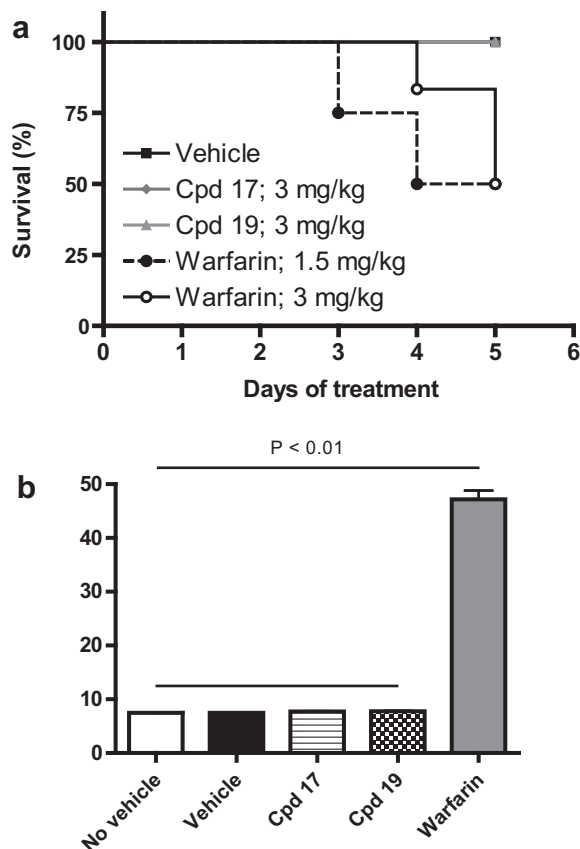 a
Survival (%)
100
75
50
25
0
Vehicle
Cpd 17; 3 mg/kg
Cpd 19; 3 mg/kg
Warfarin; 1.5 mg/kg
Warfarin; 3 mg/kg
0 1 2 3 4 5 6
Days of treatment
b
P < 0.01
50
40
30
20
10
0
No vehicle
Vehicle
Cpd 17
Cpd 19
Warfarin